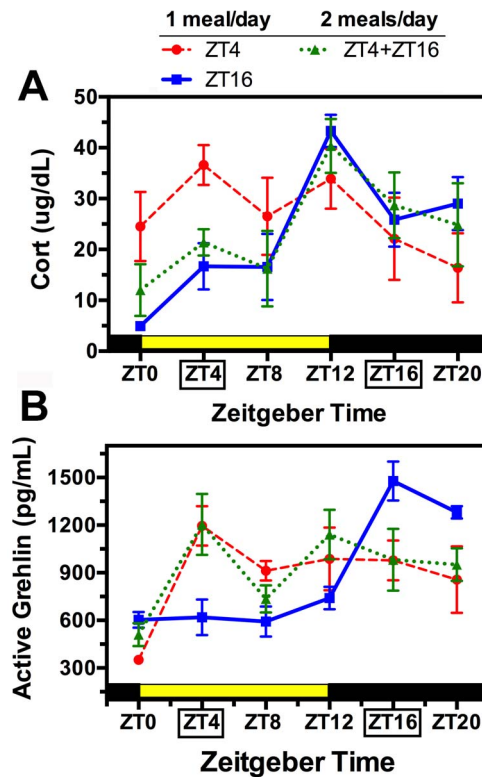 1 meal/day 2 meals/day
ZT4 ZT4+ZT16
ZT16
A
Cort (ug/dL)
50
40
30
20
10
0
ZT0 ZT4 ZT8 ZT12 ZT16 ZT20
Zeitgeber Time
B
Active Grehlin (pg/mL)
1500
1200
900
600
300
ZT0 ZT4 ZT8 ZT12 ZT16 ZT20
Zeitgeber Time